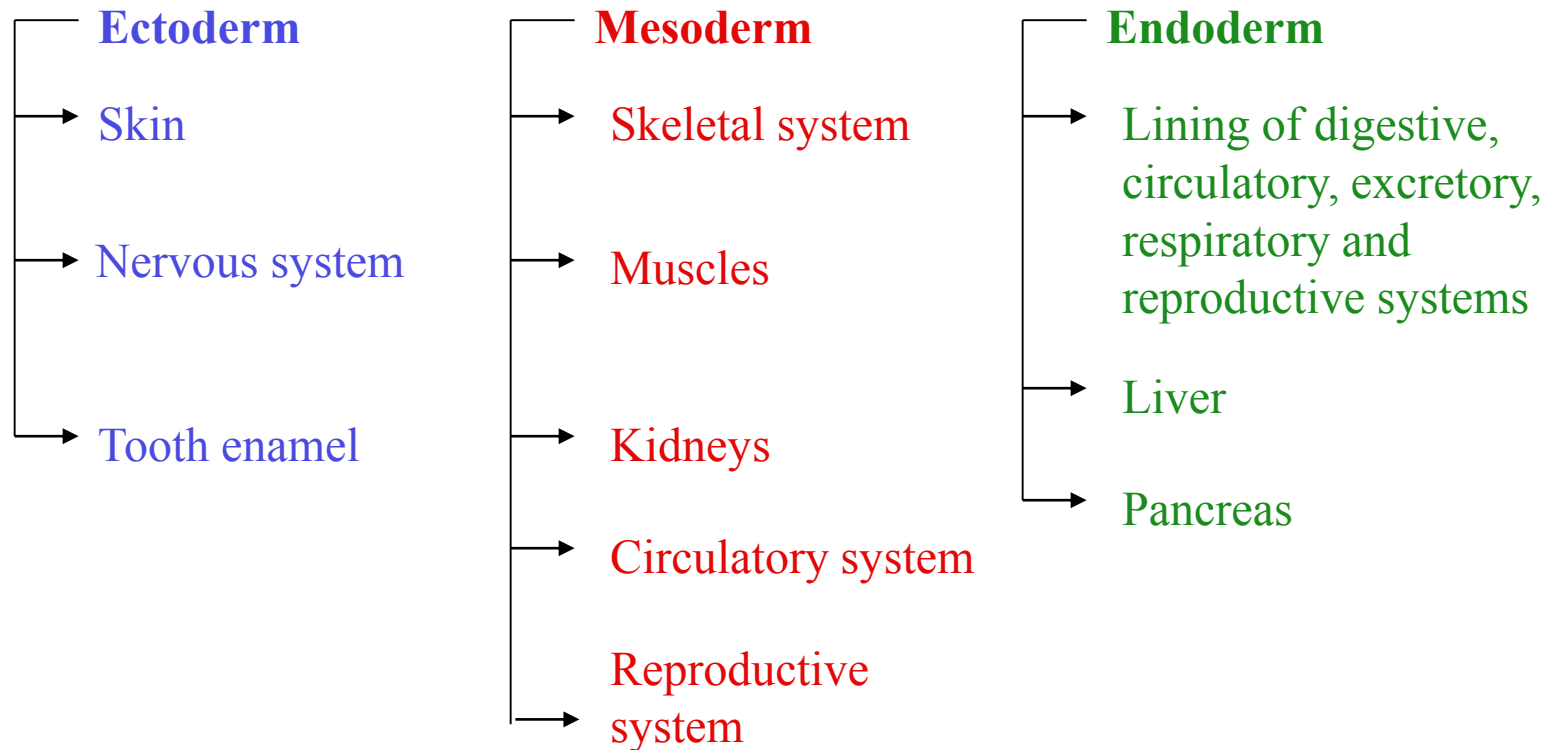 Ectoderm
Skin
Nervous system
Tooth enamel
Mesoderm
Skeletal system
Muscles
Kidneys
Circulatory system
Reproductive
system
Endoderm
Lining of digestive,
circulatory, excretory,
respiratory and
reproductive systems
Liver
Pancreas